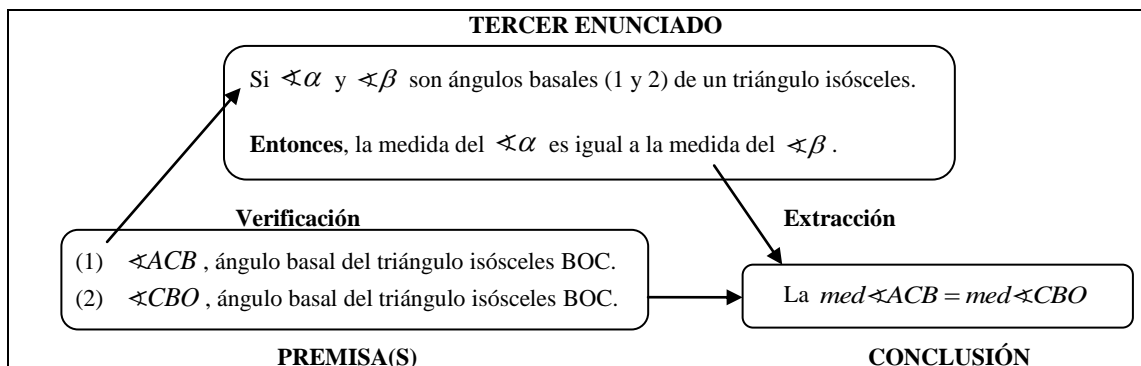 TERCER ENUNCIADO
Si ∢α y ∢β son ángulos basales (1 y 2) de un triángulo isósceles.
Entonces, la medida del ∢α es igual a la medida del ∢β.
Verificación
Extracción
(1) ∢ACB, ángulo basal del triángulo isósceles BOC.
(2) ∢CBO, ángulo basal del triángulo isósceles BOC.
La med∢ACB = med∢CBO
PREMISA(S)
CONCLUSIÓN